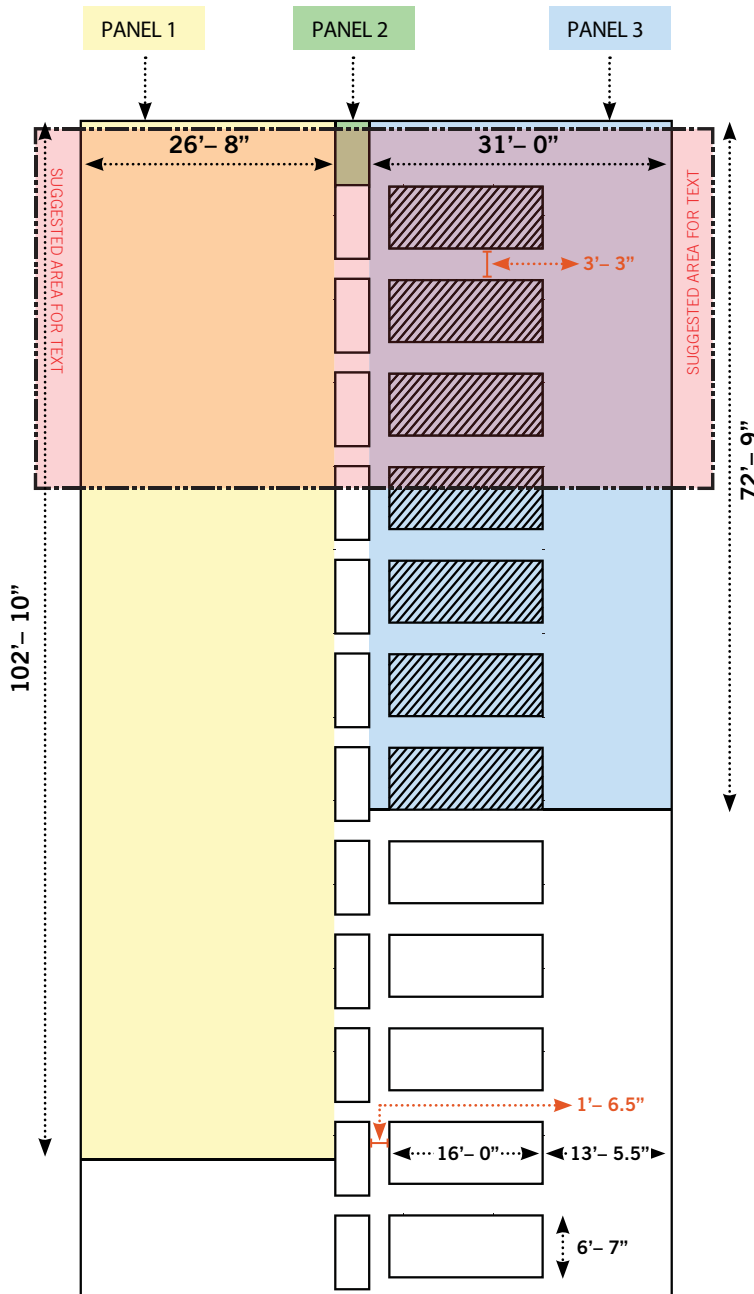 PANEL 1
PANEL 2
PANEL 3
26’– 8”
31’– 0”
SUGGESTED AREA FOR TEXT
SUGGESTED AREA FOR TEXT
3’– 3”
72’– 9”
102’– 10”
1’– 6.5”
16’– 0”
13’– 5.5”
6’– 7”